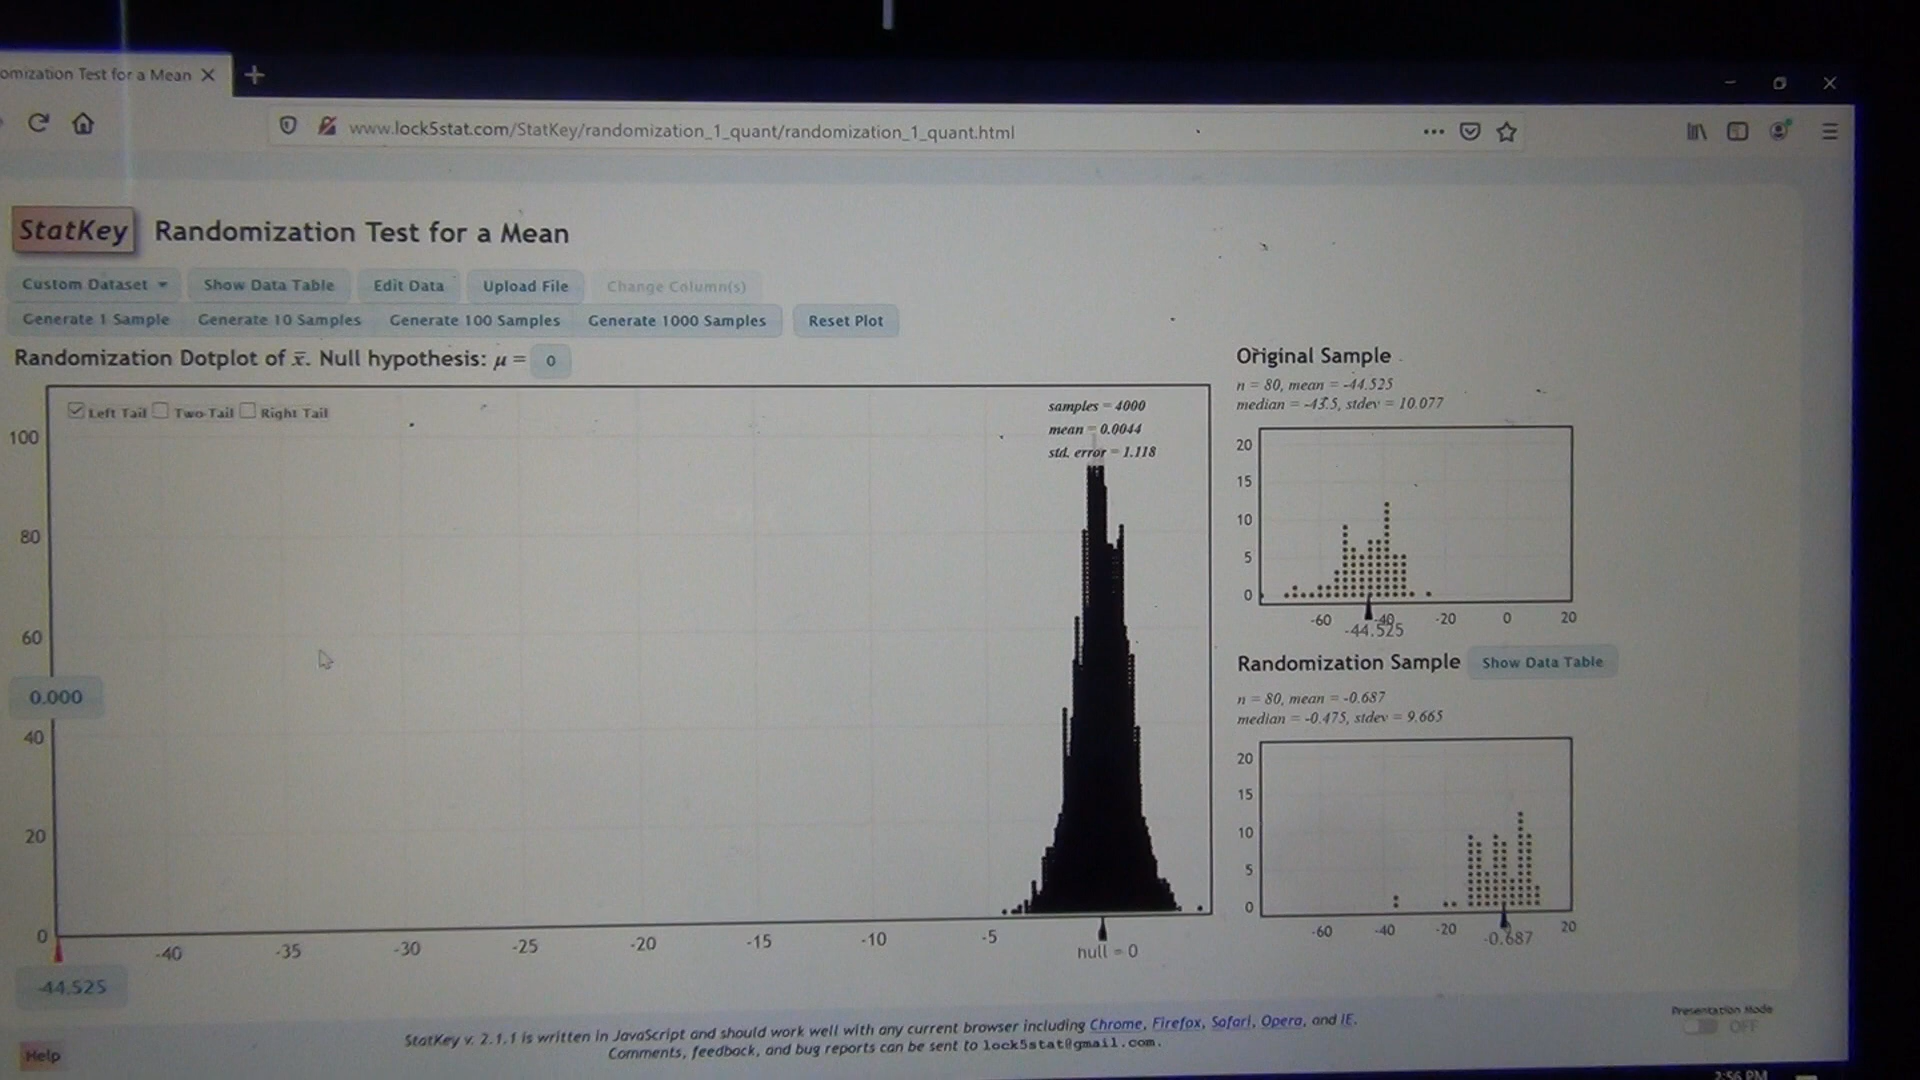 omization Test for a Mean
www.lock5stat.com/StatKey/randomization_1_quant/randomization_1_quant.html
StatKey Randomization Test for a Mean
Custom Dataset Show Data Table Edit Data Upload File Change Column(s)
Generate 1 Sample Generate 10 Samples Generate 100 Samples Generate 1000 Samples Reset Plot
Randomization Dotplot of x̄. Null hypothesis: μ = 0
Left Tail Two-Tail Right Tail
samples = 4000
mean = 0.0044
std. error = 1.118
100
80
60
0.000
40
20
0
-40 -35 -30 -25 -20 -15 -10 -5
null = 0
-44.525
Original Sample
n = 80, mean = -44.525
median = -43.5, stdev = 10.077
20
15
10
5
0
-60 -40 -20 0 20
-44.525
Randomization Sample Show Data Table
n = 80, mean = -0.687
median = -0.475, stdev = 9.665
20
15
10
5
0
-60 -40 -20 20
-0.687
Presentation Mode
OFF
StatKey v. 2.1.1 is written in JavaScript and should work well with any current browser including Chrome, Firefox, Safari, Opera, and IE.
Comments, feedback, and bug reports can be sent to lock5stat@gmail.com.
Help
2:56 PM